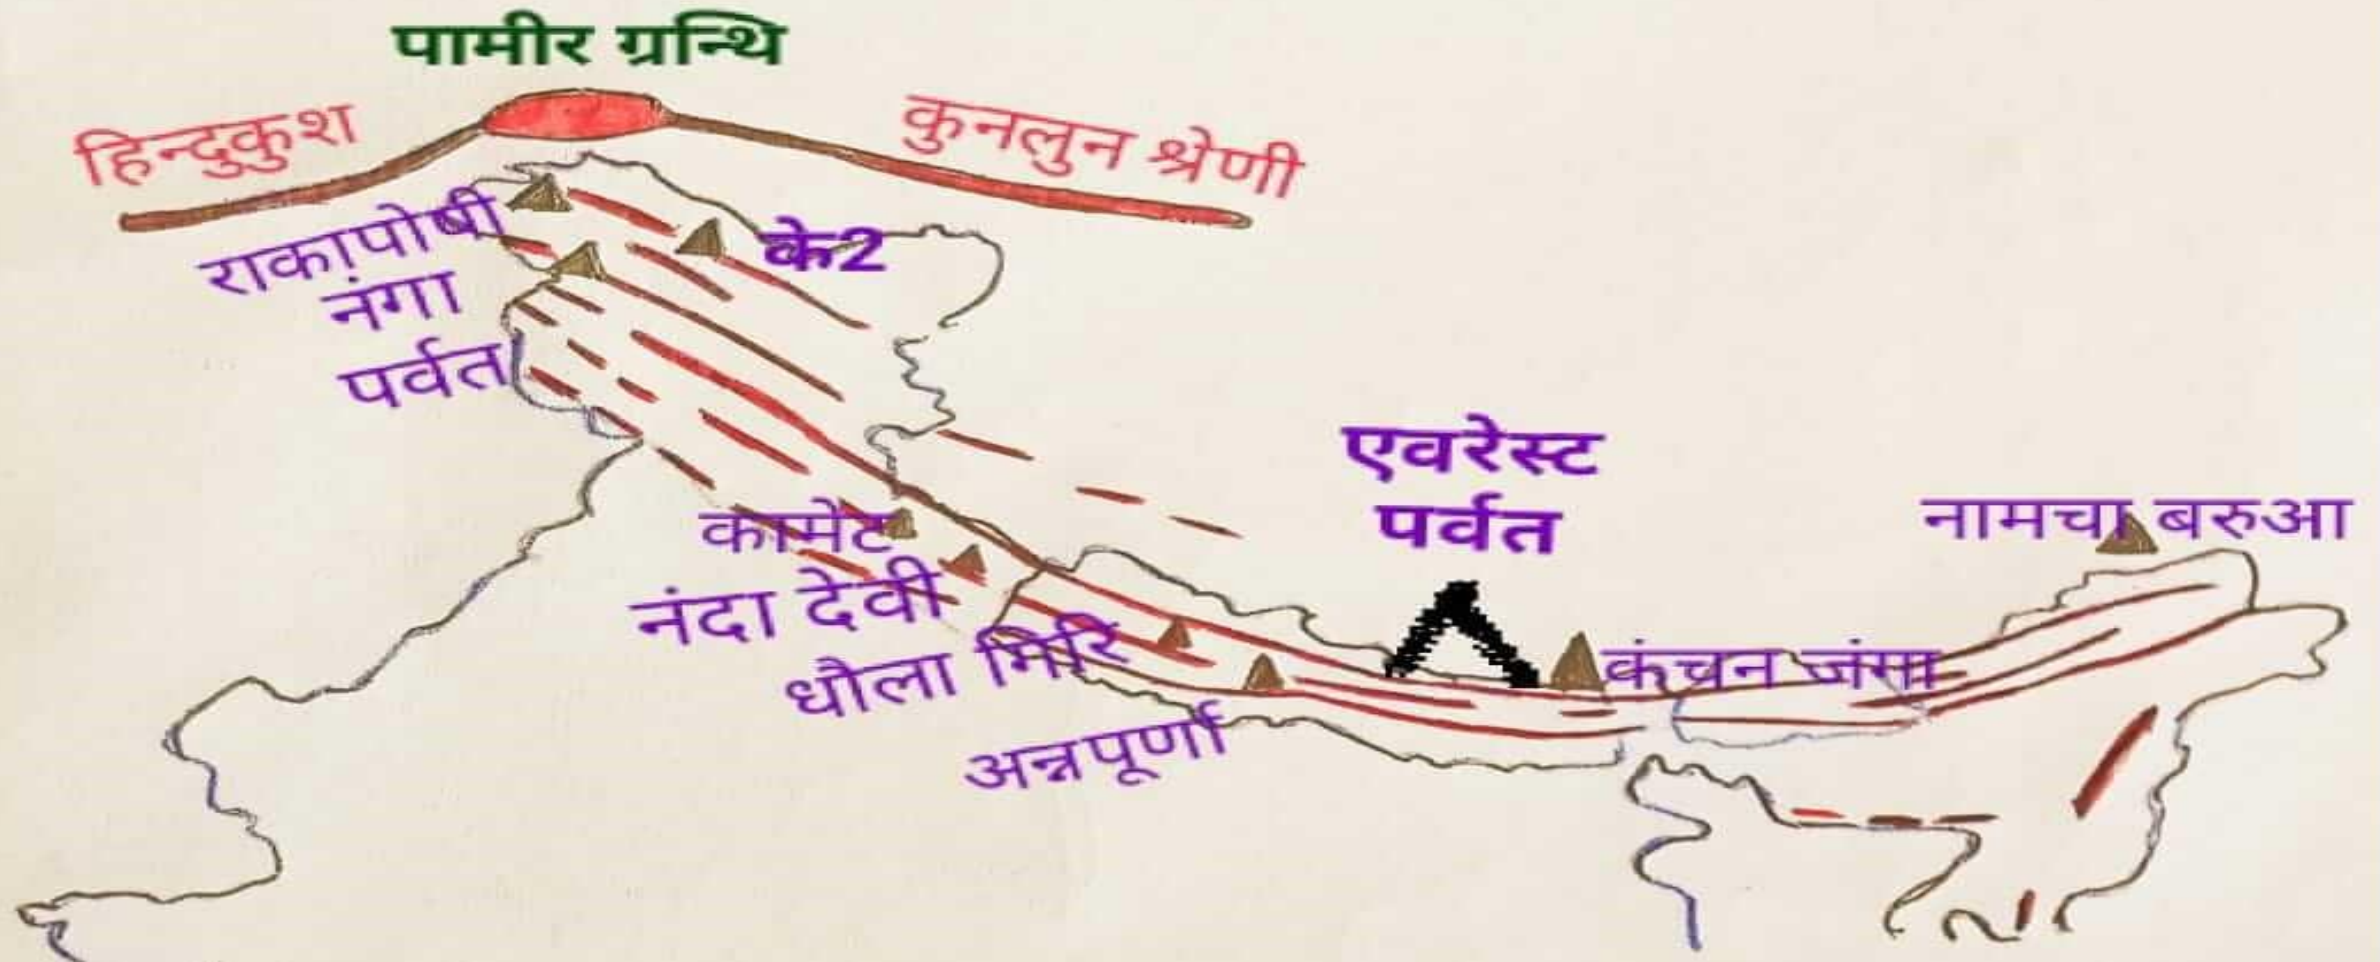 पामीर ग्रन्थि
हिन्दुकुश
कुनलुन श्रेणी
राकापोषी
के2
नंगा
पर्वत
एवरेस्ट
पर्वत
कामेट
नामचा बरुआ
नंदा देवी
धौला गिरि
कंचन जंगा
अन्नपूर्णा